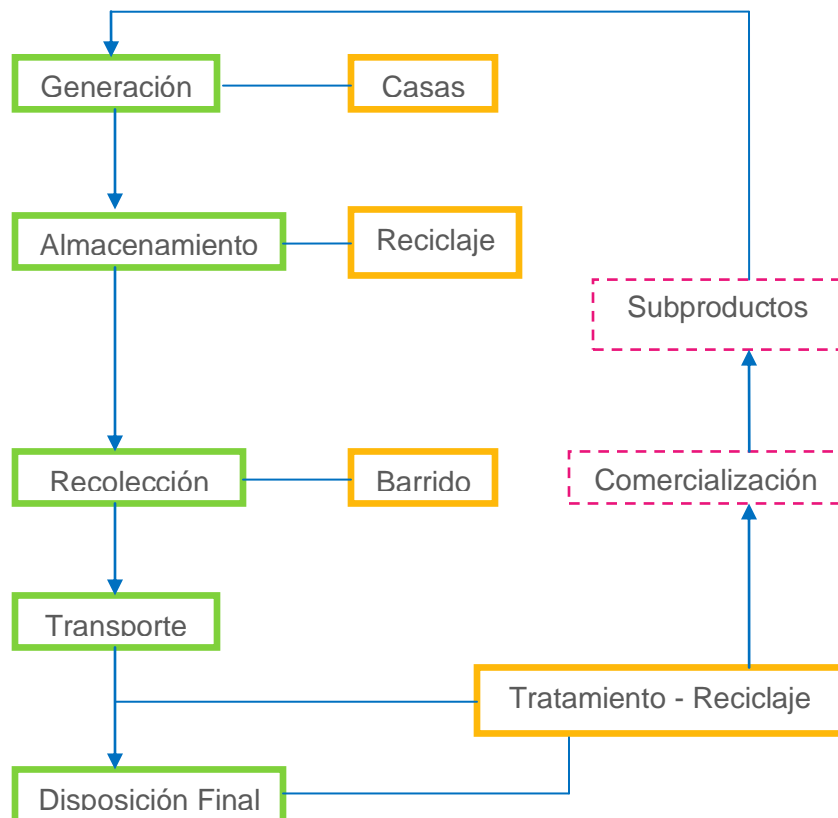 Generación
Casas
Almacenamiento
Reciclaje
Subproductos
Recolección
Barrido
Comercialización
Transporte
Tratamiento - Reciclaje
Disposición Final